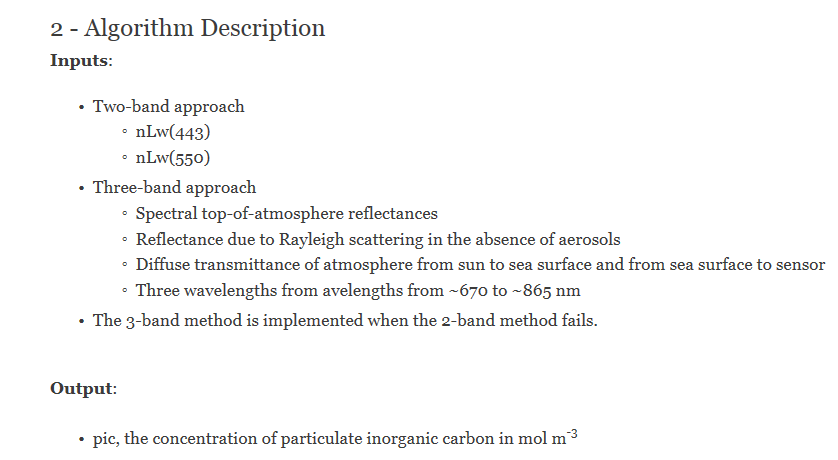 2 - Algorithm Description
Inputs:
• Two-band approach
◦ nLw(443)
◦ nLw(550)
• Three-band approach
◦ Spectral top-of-atmosphere reflectances
◦ Reflectance due to Rayleigh scattering in the absence of aerosols
◦ Diffuse transmittance of atmosphere from sun to sea surface and from sea surface to sensor
◦ Three wavelengths from avelengths from ~670 to ~865 nm
• The 3-band method is implemented when the 2-band method fails.
Output:
• pic, the concentration of particulate inorganic carbon in mol m⁻³